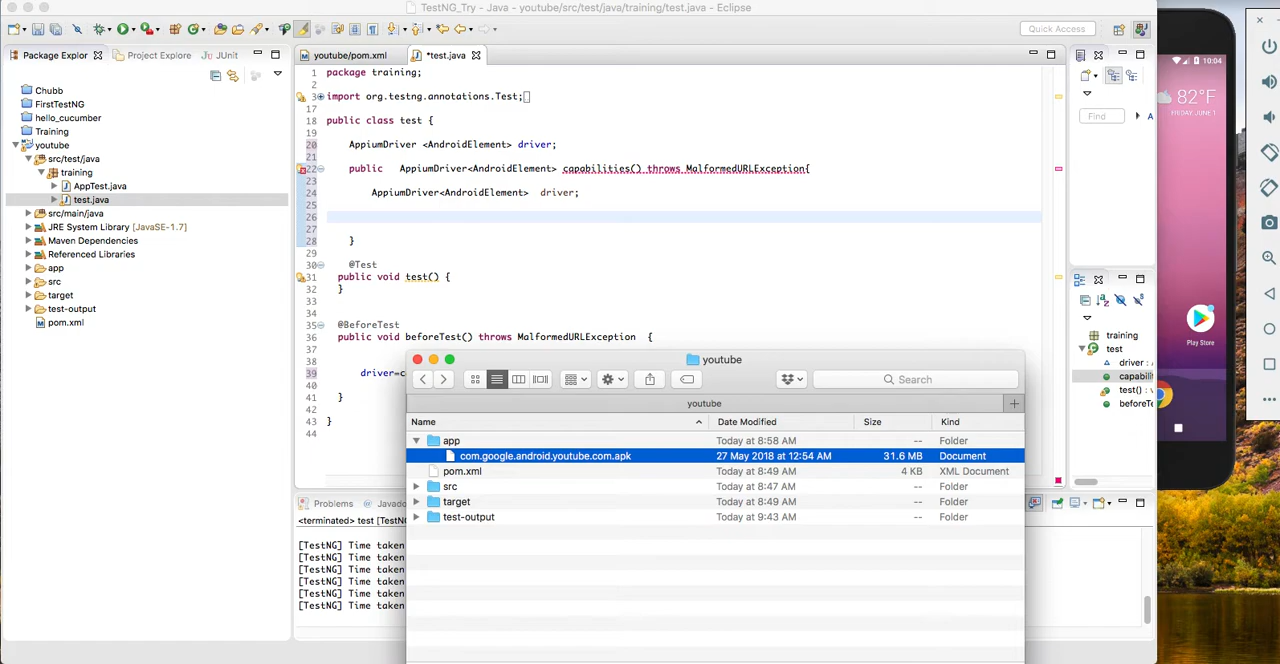 TestNG_Try - Java - youtube/src/test/java/training/test.java - Eclipse
Quick Access
Package Explor
Project Explore
JUnit
youtube/pom.xml
*test.java
Chubb
FirstTestNG
hello_cucumber
Training
youtube
src/test/java
training
AppTest.java
test.java
src/main/java
JRE System Library [JavaSE-1.7]
Maven Dependencies
Referenced Libraries
app
src
target
test-output
pom.xml
1 package training;
2
3 import org.testng.annotations.Test;
17
18 public class test {
19
20 AppiumDriver <AndroidElement> driver;
21
22 public AppiumDriver<AndroidElement> capabilities() throws MalformedURLException{
23
24 AppiumDriver<AndroidElement> driver;
25
26
27
28 }
29
30 @Test
31 public void test() {
32 }
33
34
35 @BeforeTest
36 public void beforeTest() throws MalformedURLException {
37
38
39 driver=c
40
41 }
42
43 }
44
Find
A
training
test
driver :
capabilit
test() : v
beforeTe
10:04
82°F
FRIDAY, JUNE 1
Play Store
youtube
Search
youtube
Name Date Modified Size Kind
app Today at 8:58 AM -- Folder
com.google.android.youtube.com.apk 27 May 2018 at 12:54 AM 31.6 MB Document
pom.xml Today at 8:49 AM 4 KB XML Document
src Today at 8:47 AM -- Folder
target Today at 8:49 AM -- Folder
test-output Today at 9:43 AM -- Folder
Problems
Javadoc
<terminated> test [TestNG
[TestNG] Time taken
[TestNG] Time taken
[TestNG] Time taken
[TestNG] Time taken
[TestNG] Time taken
[TestNG] Time taken